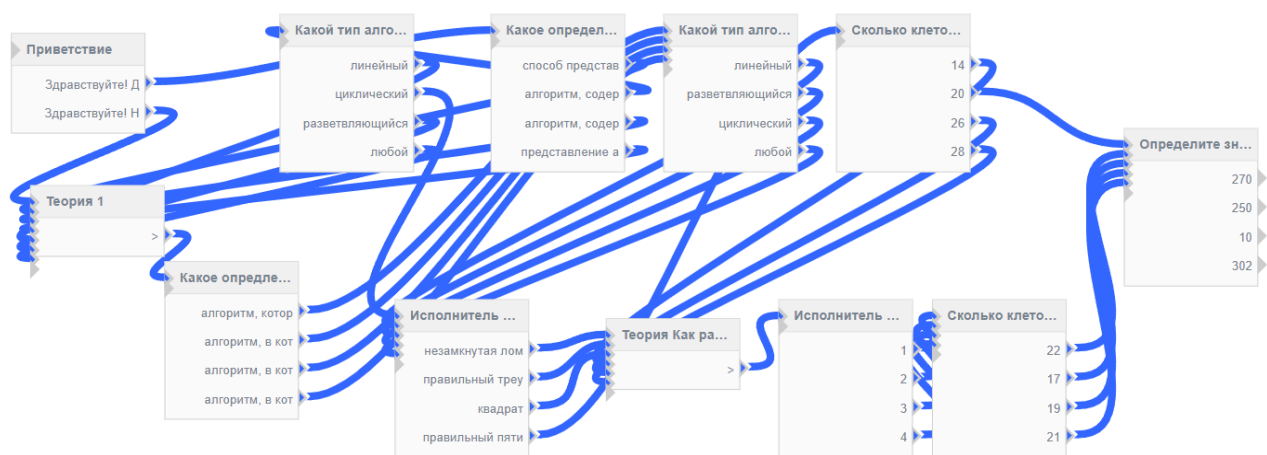 Приветствие
Здравствуйте! Д
Здравствуйте! Н
Какой тип алго...
линейный
циклический
разветвляющийся
любой
Какое определ...
способ представ
алгоритм, содер
алгоритм, содер
представление а
Какой тип алго...
линейный
разветвляющийся
циклический
любой
Сколько клето...
14
20
26
28
Определите зн...
270
250
10
302
Теория 1
>
Какое опредле...
алгоритм, котор
алгоритм, в кот
алгоритм, в кот
алгоритм, в кот
Исполнитель ...
незамкнутая лом
правильный треу
квадрат
правильный пяти
Теория Как ра...
>
Исполнитель ...
1
2
3
4
Сколько клето...
22
17
19
21